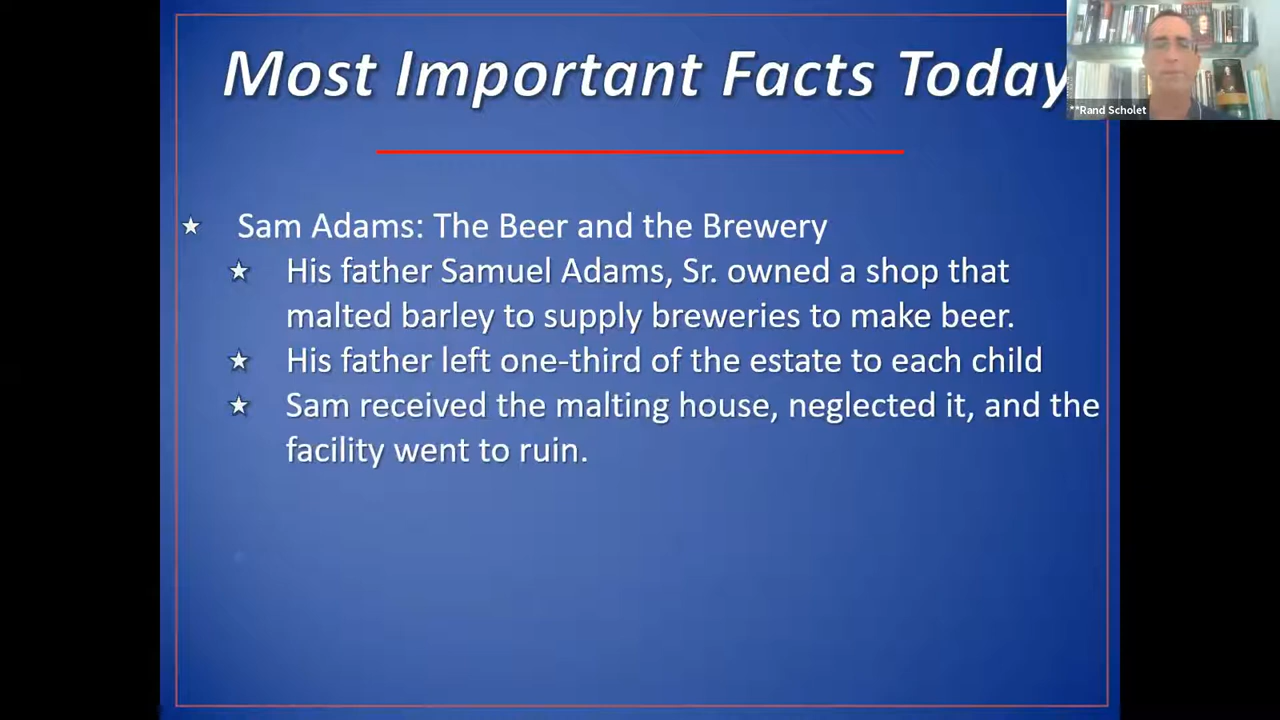 Most Important Facts Today
**Rand Scholet
Sam Adams: The Beer and the Brewery
His father Samuel Adams, Sr. owned a shop that
malted barley to supply breweries to make beer.
His father left one-third of the estate to each child
Sam received the malting house, neglected it, and the
facility went to ruin.